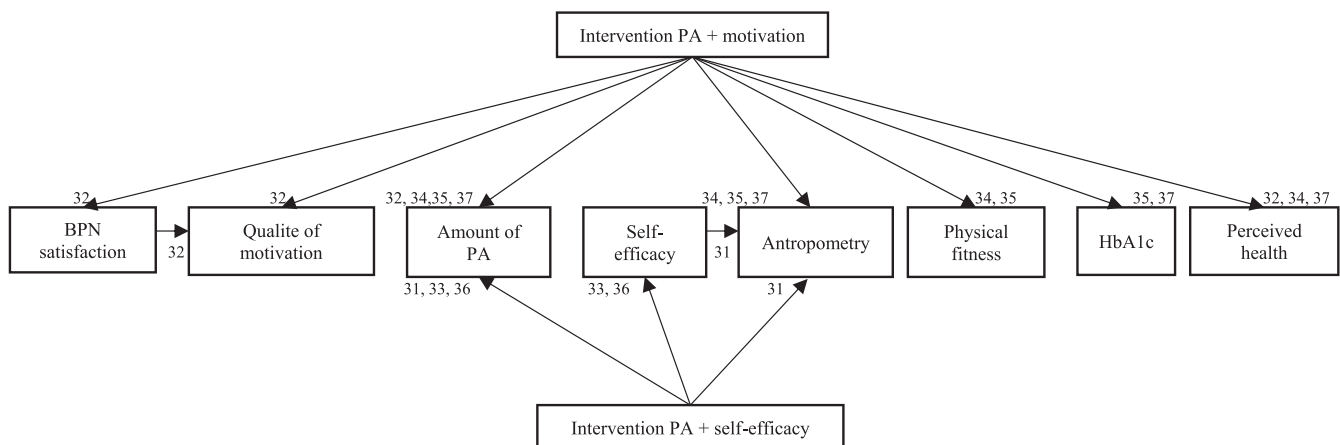 Intervention PA + motivation
32
32
32, 34,35, 37
34, 35, 37
34, 35
35, 37
32, 34, 37
BPN
satisfaction
32
Qualite of
motivation
Amount of
PA
Self-
efficacy
31
Antropometry
Physical
fitness
HbA1c
Perceived
health
31, 33, 36
33, 36
31
Intervention PA + self-efficacy